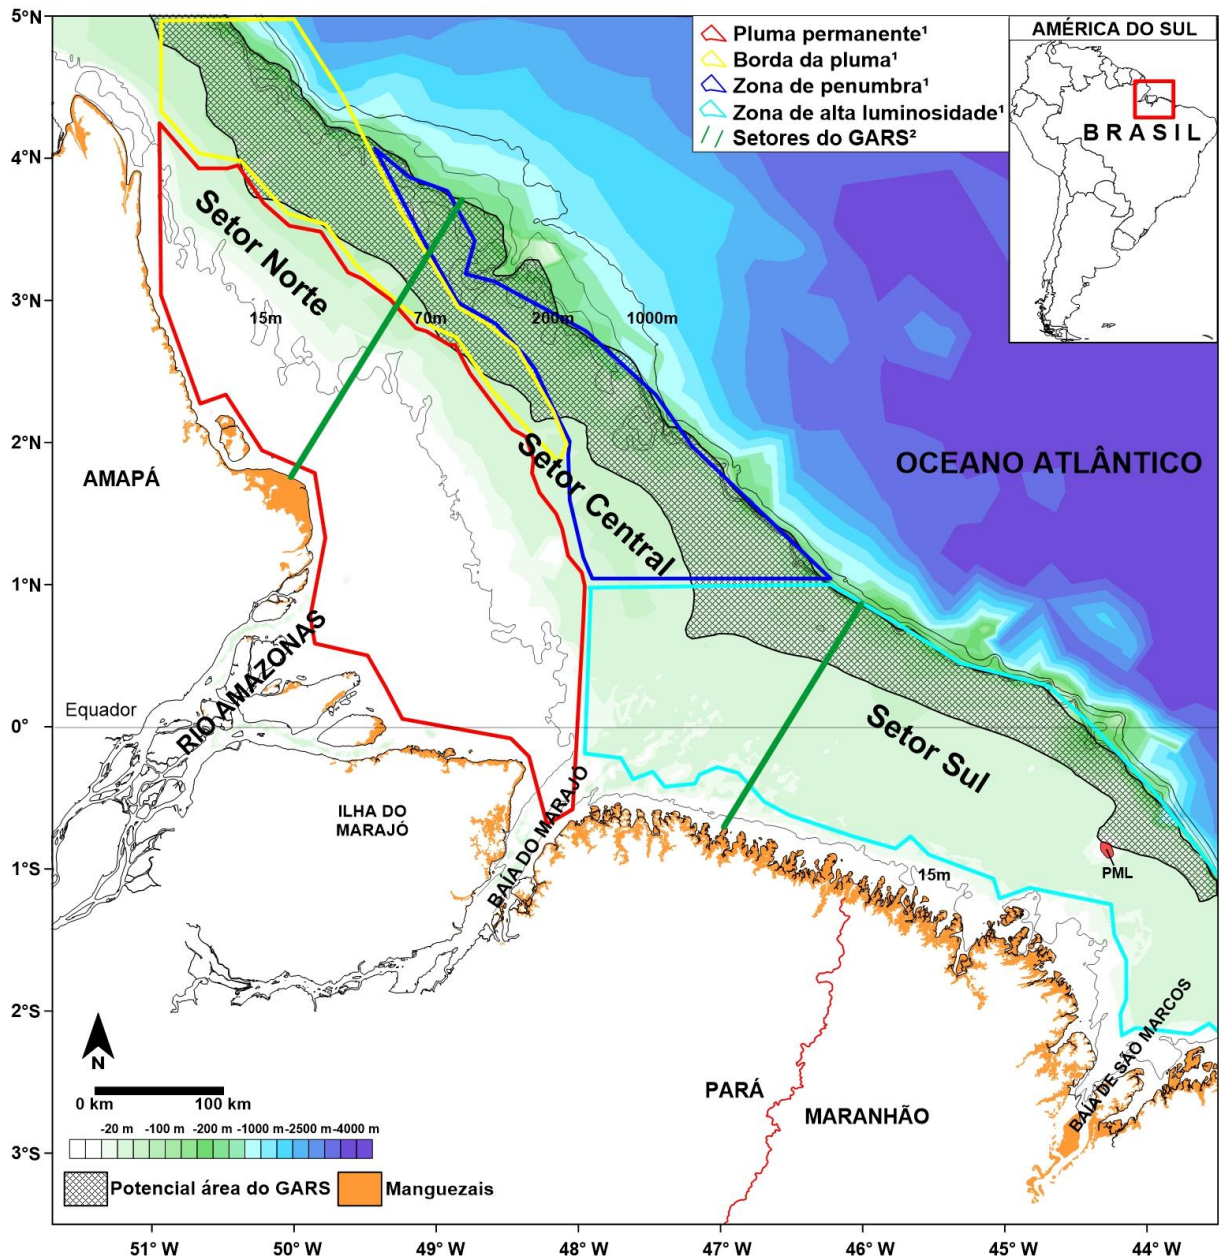 5°N
4°N
3°N
2°N
1°N
0°
1°S
2°S
3°S
Pluma permanente¹
Borda da pluma¹
Zona de penumbra¹
Zona de alta luminosidade¹
Setores do GARS²
AMÉRICA DO SUL
BRASIL
Setor Norte
15m
70m
200m
1000m
Setor Central
OCEANO ATLÂNTICO
AMAPÁ
RIO AMAZONAS
Equador
Setor Sul
ILHA DO
MARAJÓ
BAÍA DO MARAJÓ
15m
PML
BAÍA DE SÃO MARCOS
PARÁ
MARANHÃO
N
0 km 100 km
-20 m -100 m -200 m -1000 m -2500 m -4000 m
Potencial área do GARS
Manguezais
51° W 50° W 49° W 48° W 47° W 46° W 45° W 44° W